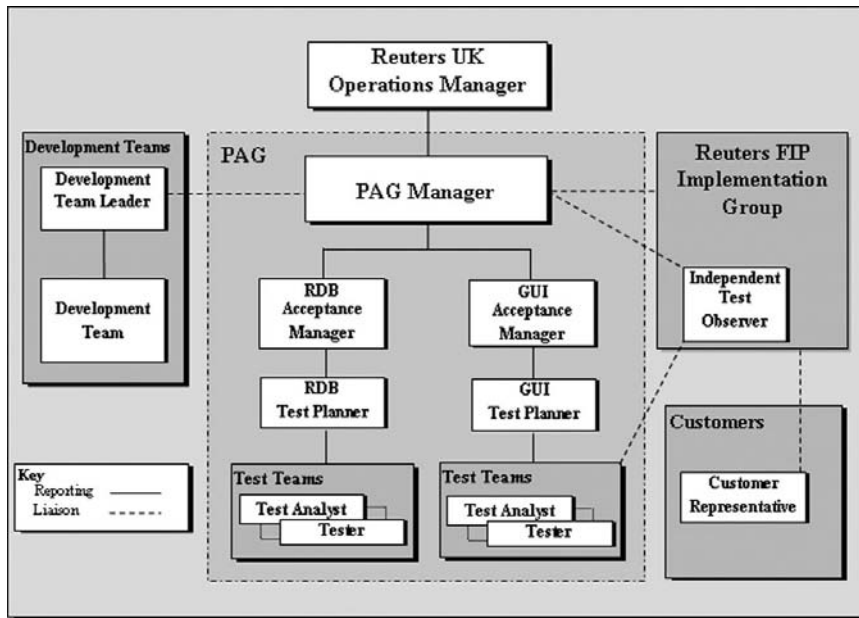 Reuters UK
Operations Manager
Development Teams
Development
Team Leader
Development
Team
PAG
PAG Manager
RDB
Acceptance
Manager
GUI
Acceptance
Manager
RDB
Test Planner
GUI
Test Planner
Test Teams
Test Analyst
Tester
Test Teams
Test Analyst
Tester
Reuters FIP
Implementation
Group
Independent
Test
Observer
Customers
Customer
Representative
Key
Reporting
Liaison